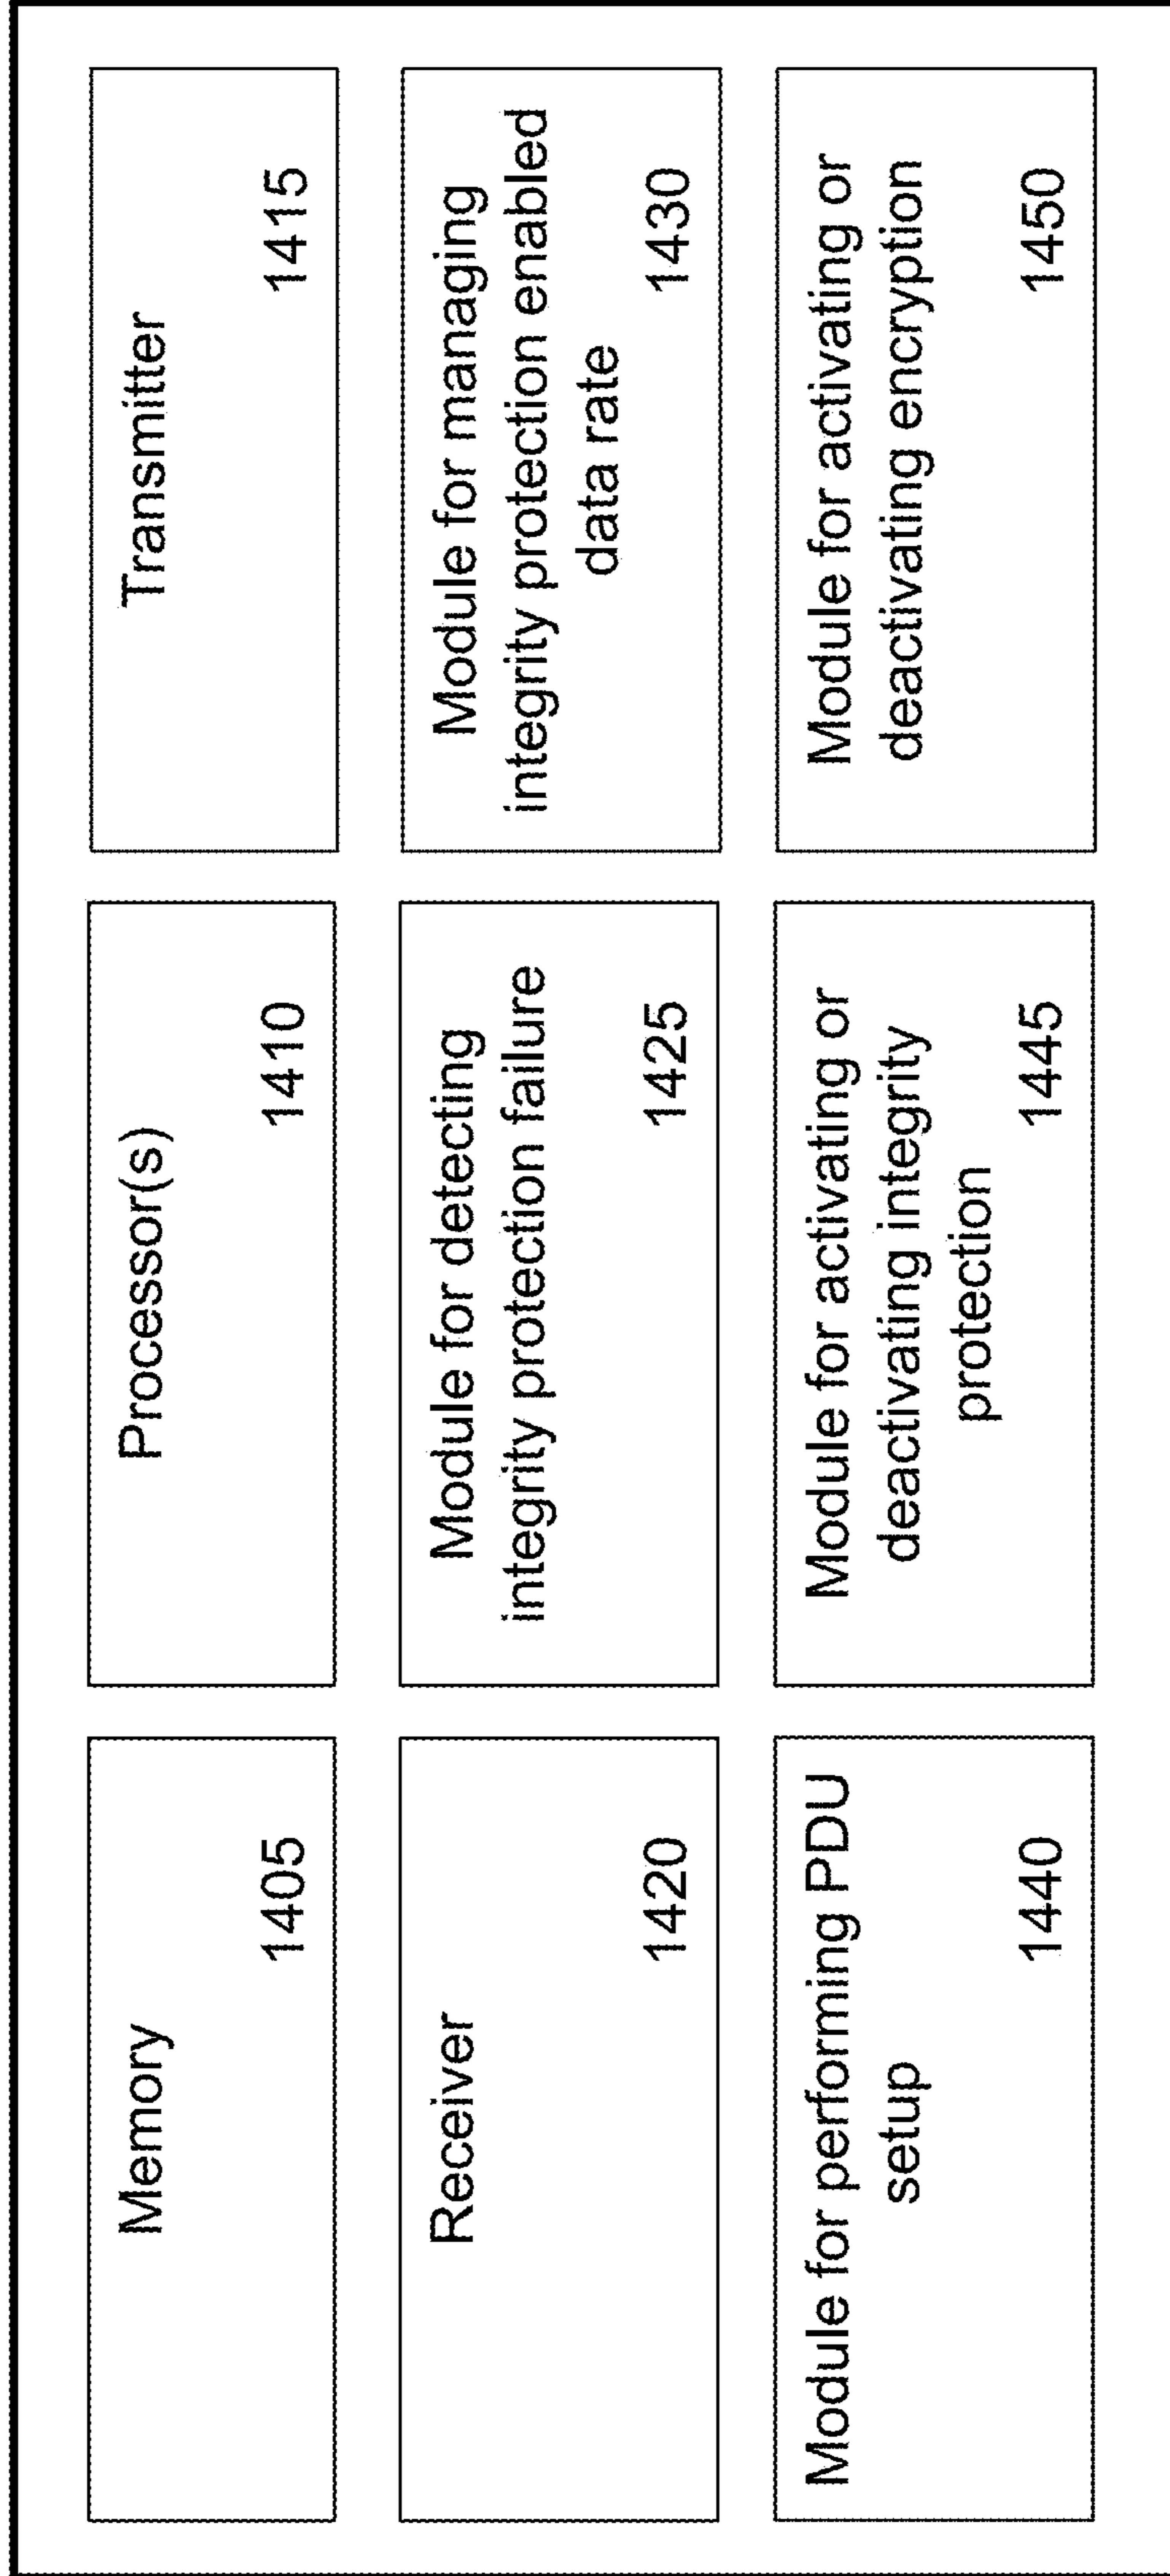 Memory
1405
Processor(s)
1410
Transmitter
1415
Receiver
1420
Module for detecting
integrity protection failure
1425
Module for managing
integrity protection enabled
data rate
1430
Module for performing PDU
setup
1440
Module for activating or
deactivating integrity
protection
1445
Module for activating or
deactivating encryption
1450